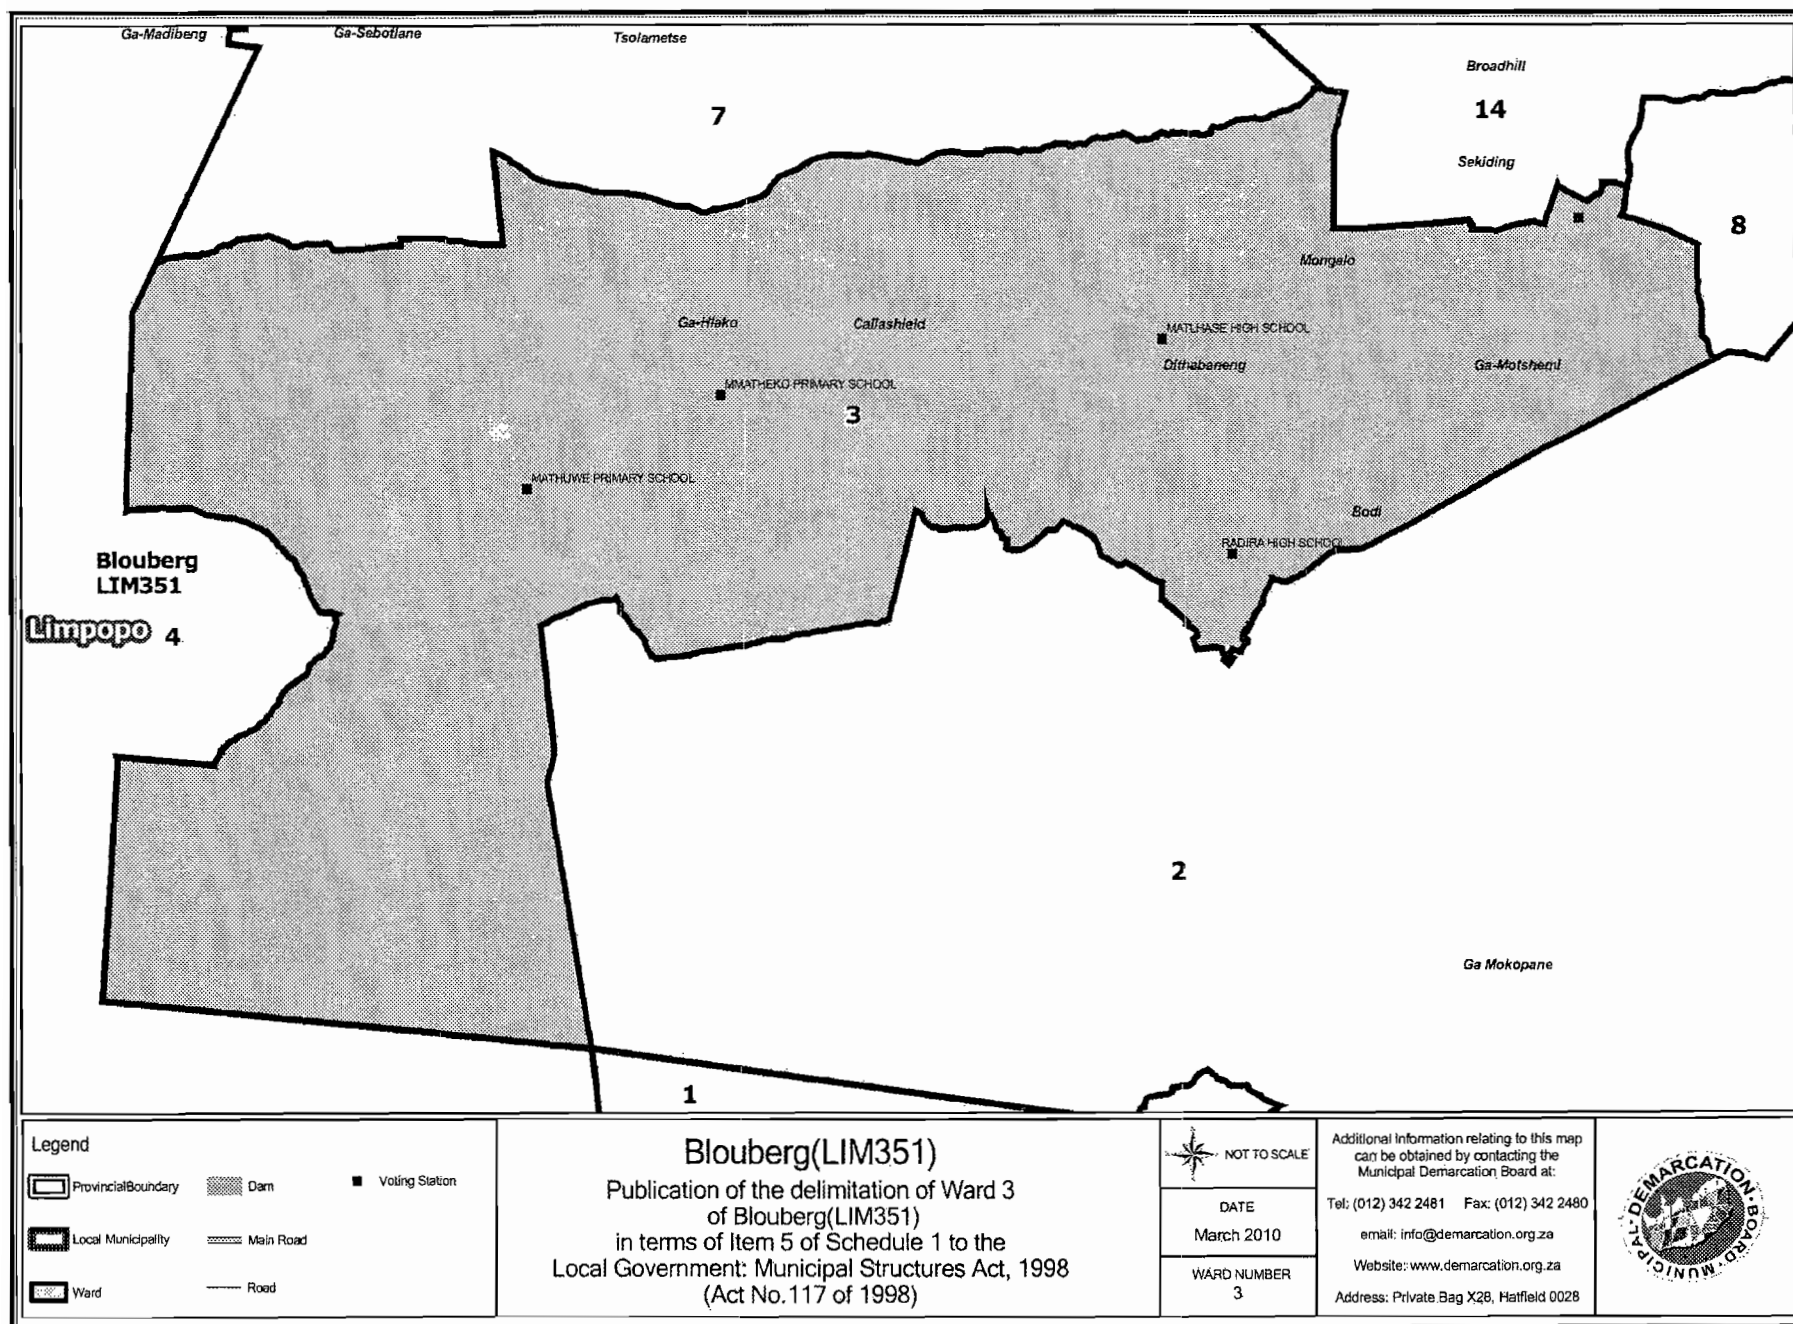 Ga-Madibeng
Ga-Sebotlane
Tsolametse
Broadhill
7
14
Sekiding
8
Mongalo
Ga-Hlako
Callashield
MATLHASE HIGH SCHOOL
Dithabaneng
Ga-Motshemi
MMATHEKO PRIMARY SCHOOL
3
MATHUWE PRIMARY SCHOOL
Bodi
RADIRA HIGH SCHOOL
Blouberg
LIM351
Limpopo
4
2
Ga Mokopane
1
Legend
ProvincialBoundary
Dam
Voting Station
Local Municipality
Main Road
Ward
Road
Blouberg(LIM351)
Publication of the delimitation of Ward 3
of Blouberg(LIM351)
in terms of Item 5 of Schedule 1 to the
Local Government: Municipal Structures Act, 1998
(Act No.117 of 1998)
NOT TO SCALE
DATE
March 2010
WARD NUMBER
3
Additional Information relating to this map
can be obtained by contacting the
Municipal Demarcation Board at:
Tel: (012) 342 2481 Fax: (012) 342 2480
email: info@demarcation.org.za
Website: www.demarcation.org.za
Address: Private Bag X28, Hatfield 0028
MUNICIPAL DEMARCATION BOARD